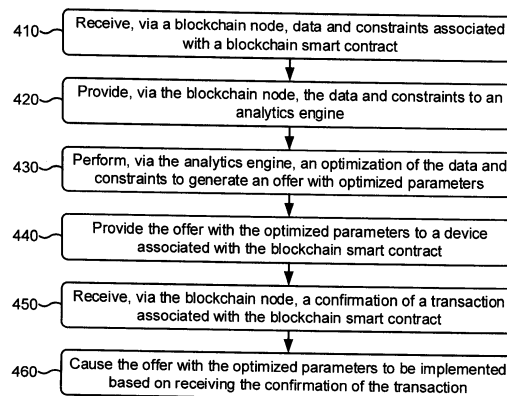 410
Receive, via a blockchain node, data and constraints associated
with a blockchain smart contract
420
Provide, via the blockchain node, the data and constraints to an
analytics engine
430
Perform, via the analytics engine, an optimization of the data and
constraints to generate an offer with optimized parameters
440
Provide the offer with the optimized parameters to a device
associated with the blockchain smart contract
450
Receive, via the blockchain node, a confirmation of a transaction
associated with the blockchain smart contract
460
Cause the offer with the optimized parameters to be implemented
based on receiving the confirmation of the transaction